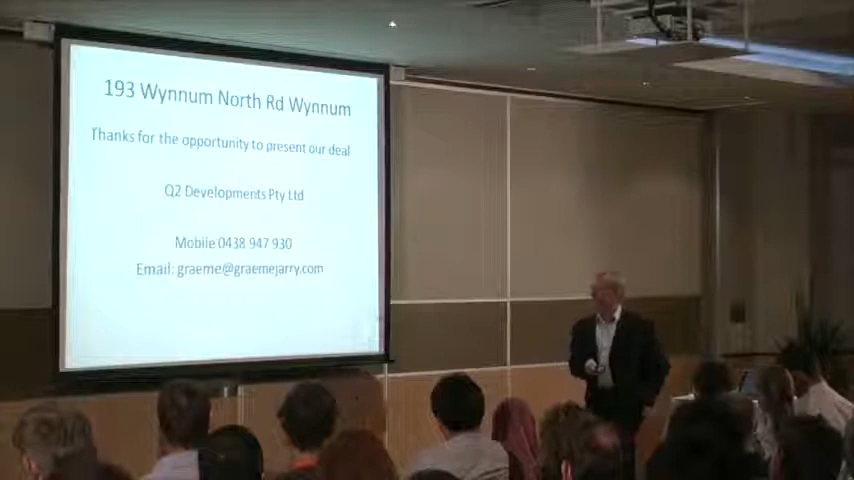 193 Wynnum North Rd Wynnum
Thanks for the opportunity to present our deal
Q2 Developments Pty Ltd
Mobile 0438 947 930
Email: graeme@graemejarry.com